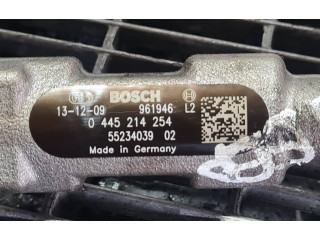 BOSCH
13-12-09 961946 L2
0 445 214 254
55234039 02
Made in Germany